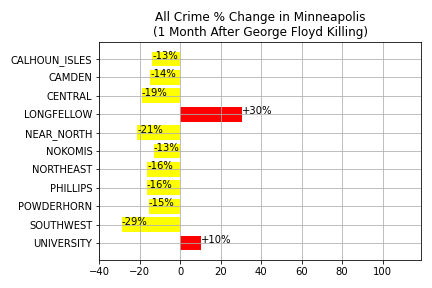 All Crime % Change in Minneapolis
(1 Month After George Floyd Killing)
CALHOUN_ISLES -13%
CAMDEN -14%
CENTRAL -19%
LONGFELLOW +30%
NEAR_NORTH -21%
NOKOMIS -13%
NORTHEAST -16%
PHILLIPS -16%
POWDERHORN -15%
SOUTHWEST -29%
UNIVERSITY +10%
−40 −20 0 20 40 60 80 100